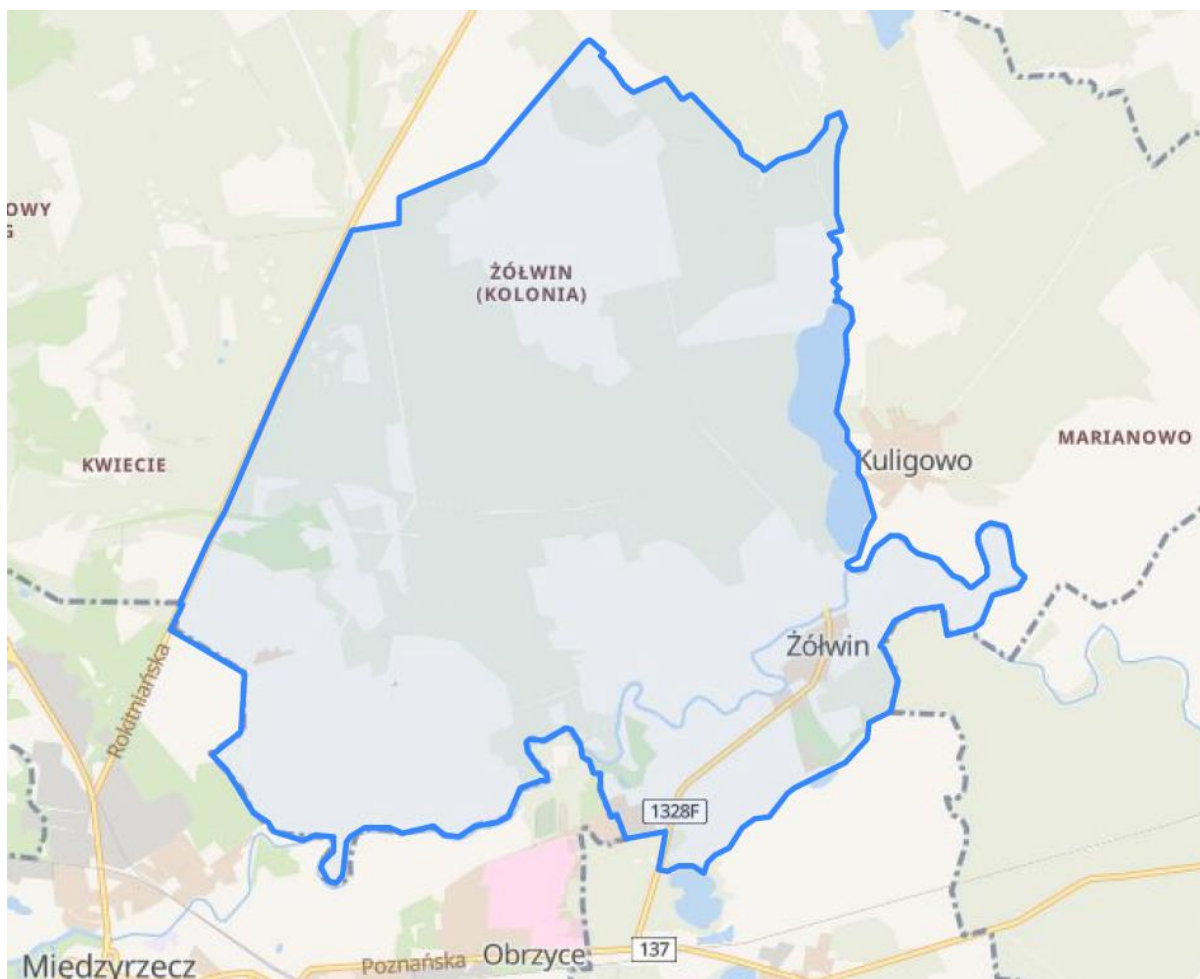 OWY
G
ŻÓŁWIN
(KOLONIA)
KWIECIE
MARIANOWO
Kuligowo
Żółwin
Rokitniańska
1328F
137
Obrzyce
Poznańska
Międzyrzecz